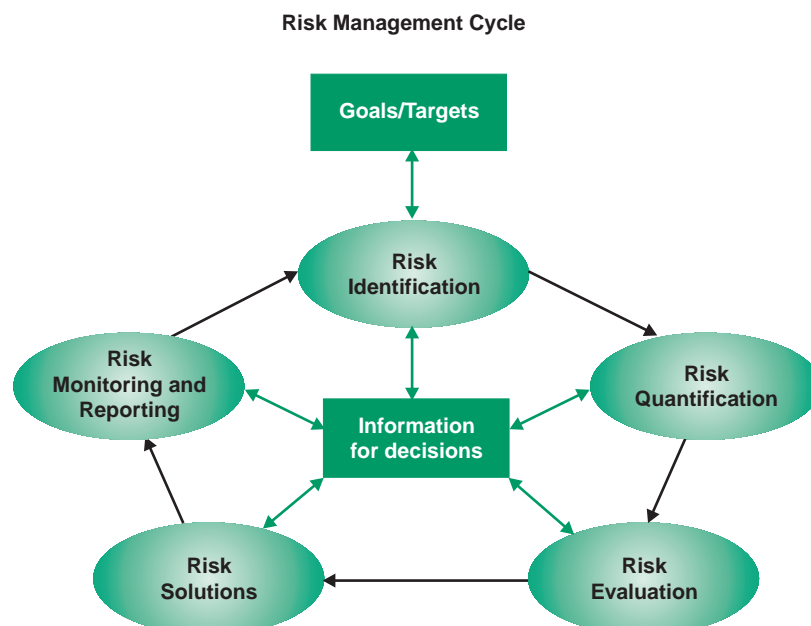 Risk Management Cycle
Goals/Targets
Risk
Identification
Risk
Monitoring and
Reporting
Risk
Quantification
Information
for decisions
Risk
Solutions
Risk
Evaluation